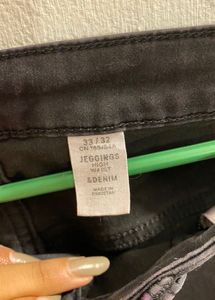 33/32
JEGGINGS
HIGH
WAIST
&DENIM
MADE IN
PAKISTAN